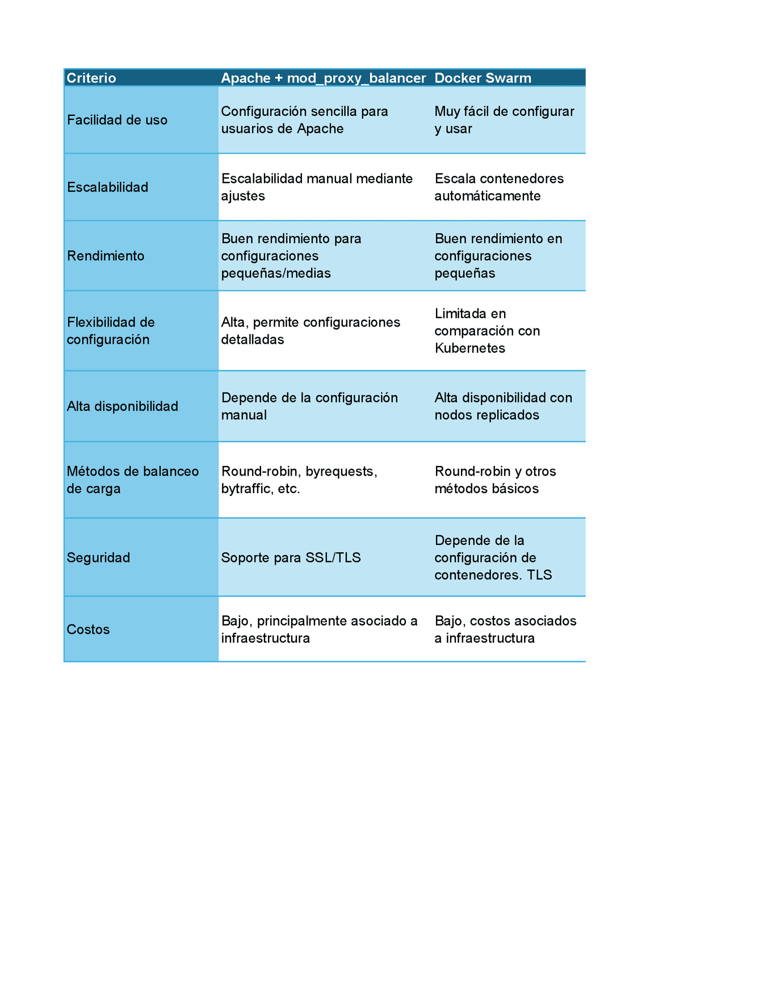 Criterio Apache + mod_proxy_balancer Docker Swarm
Facilidad de uso
Configuración sencilla para
usuarios de Apache
Muy fácil de configurar
y usar
Escalabilidad
Escalabilidad manual mediante
ajustes
Escala contenedores
automáticamente
Rendimiento
Buen rendimiento para
configuraciones
pequeñas/medias
Buen rendimiento en
configuraciones
pequeñas
Flexibilidad de
configuración
Alta, permite configuraciones
detalladas
Limitada en
comparación con
Kubernetes
Alta disponibilidad
Depende de la configuración
manual
Alta disponibilidad con
nodos replicados
Métodos de balanceo
de carga
Round-robin, byrequests,
bytraffic, etc.
Round-robin y otros
métodos básicos
Seguridad
Soporte para SSL/TLS
Depende de la
configuración de
contenedores. TLS
Costos
Bajo, principalmente asociado a
infraestructura
Bajo, costos asociados
a infraestructura